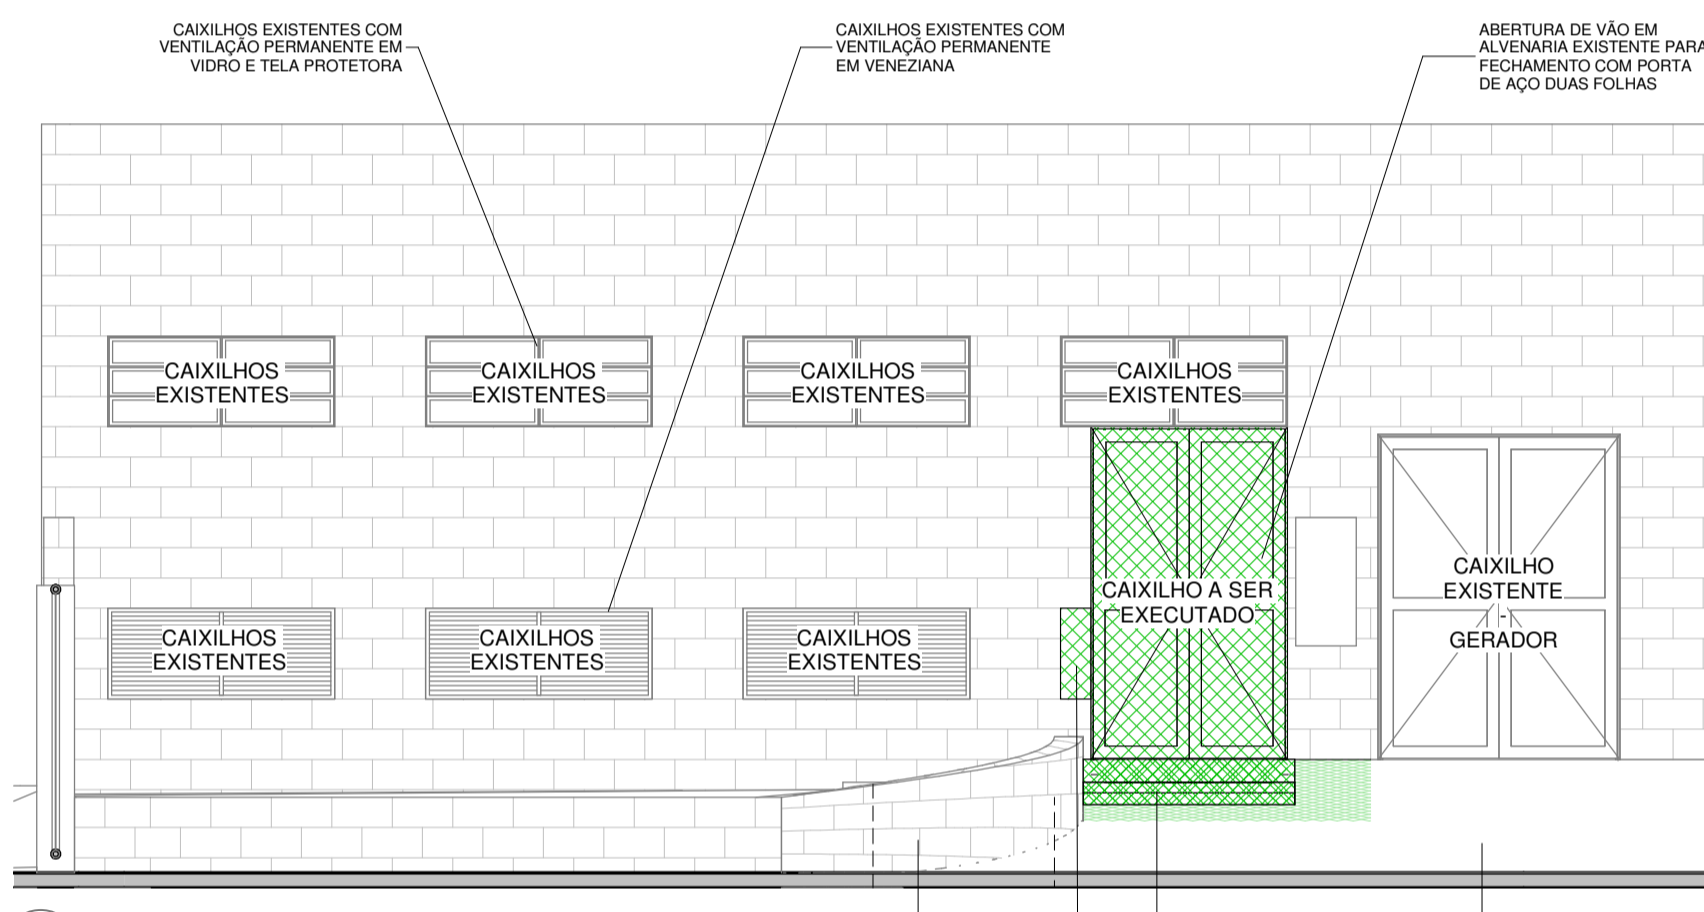 CAIXILHOS EXISTENTES COM
VENTILAÇÃO PERMANENTE EM
VIDRO E TELA PROTETORA
CAIXILHOS EXISTENTES COM
VENTILAÇÃO PERMANENTE
EM VENEZIANA
ABERTURA DE VÃO EM
ALVENARIA EXISTENTE PARA
FECHAMENTO COM PORTA
DE AÇO DUAS FOLHAS
CAIXILHOS
EXISTENTES
CAIXILHOS
EXISTENTES
CAIXILHOS
EXISTENTES
CAIXILHOS
EXISTENTES
CAIXILHO A SER
EXECUTADO
CAIXILHO
EXISTENTE
-
GERADOR
CAIXILHOS
EXISTENTES
CAIXILHOS
EXISTENTES
CAIXILHOS
EXISTENTES